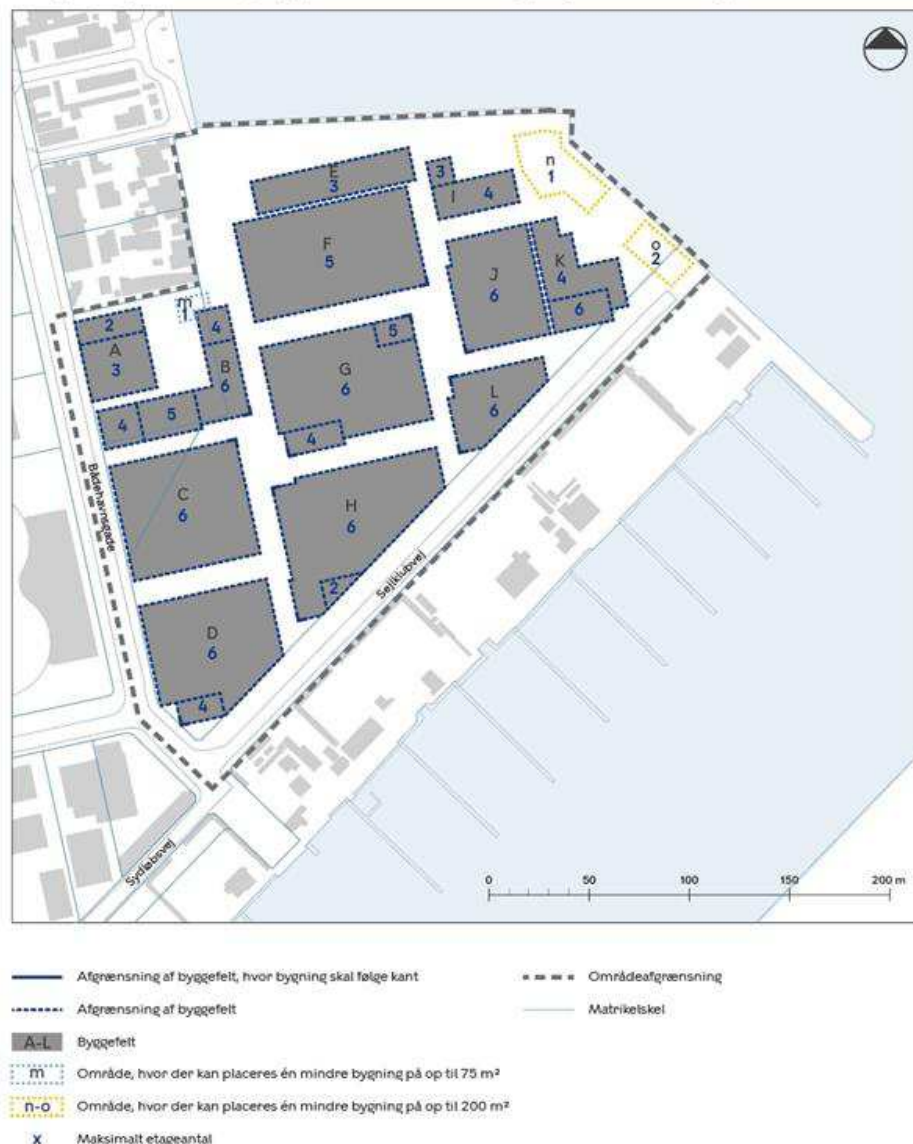 n
1
o
2
E
3
3
I
4
F
5
J
6
K
4
6
m
1
2
A
3
4
B
6
5
4
5
G
6
4
L
6
C
6
H
6
2
D
6
4
Bådehavnsgade
Sejlklubvej
Sydløbsvej
0 50 100 150 200 m
Afgrænsning af byggefelt, hvor bygning skal følge kant
Områdeafgrænsning
Afgrænsning af byggefelt
Matrikelskel
A-L Byggefelt
m Område, hvor der kan placeres én mindre bygning på op til 75 m²
n-o Område, hvor der kan placeres én mindre bygning på op til 200 m²
x Maksimalt etageantal